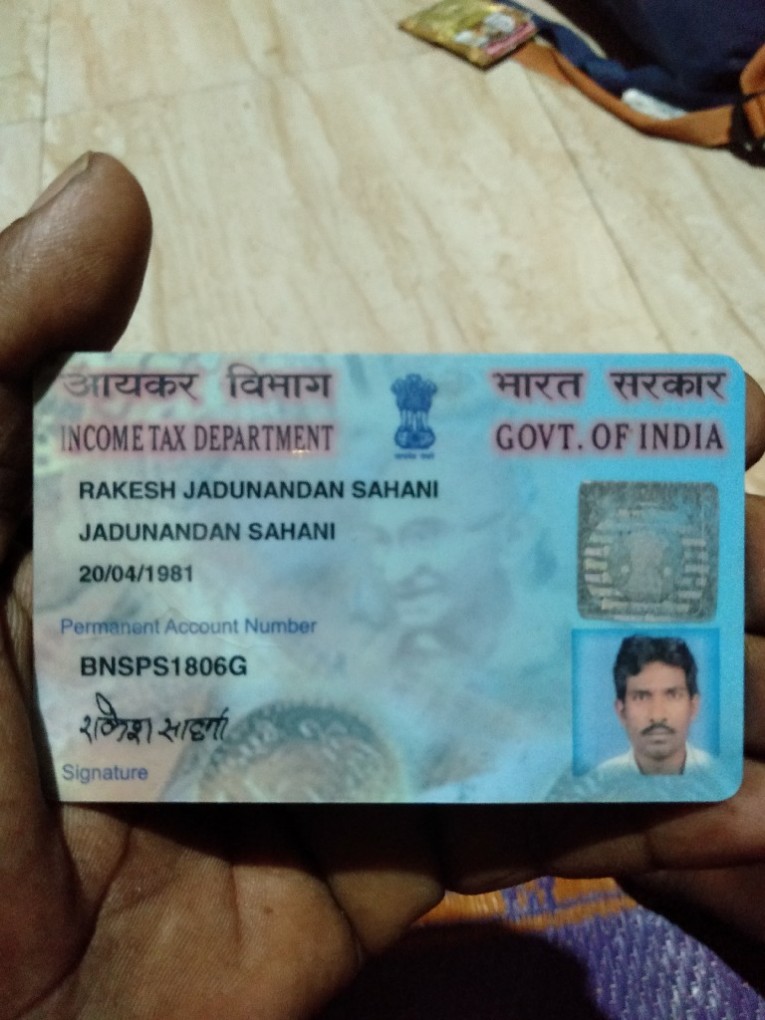 आयकर विभाग
भारत सरकार
INCOME TAX DEPARTMENT
GOVT. OF INDIA
RAKESH JADUNANDAN SAHANI
JADUNANDAN SAHANI
20/04/1981
Permanent Account Number
BNSPS1806G
राकेश साहनी
Signature